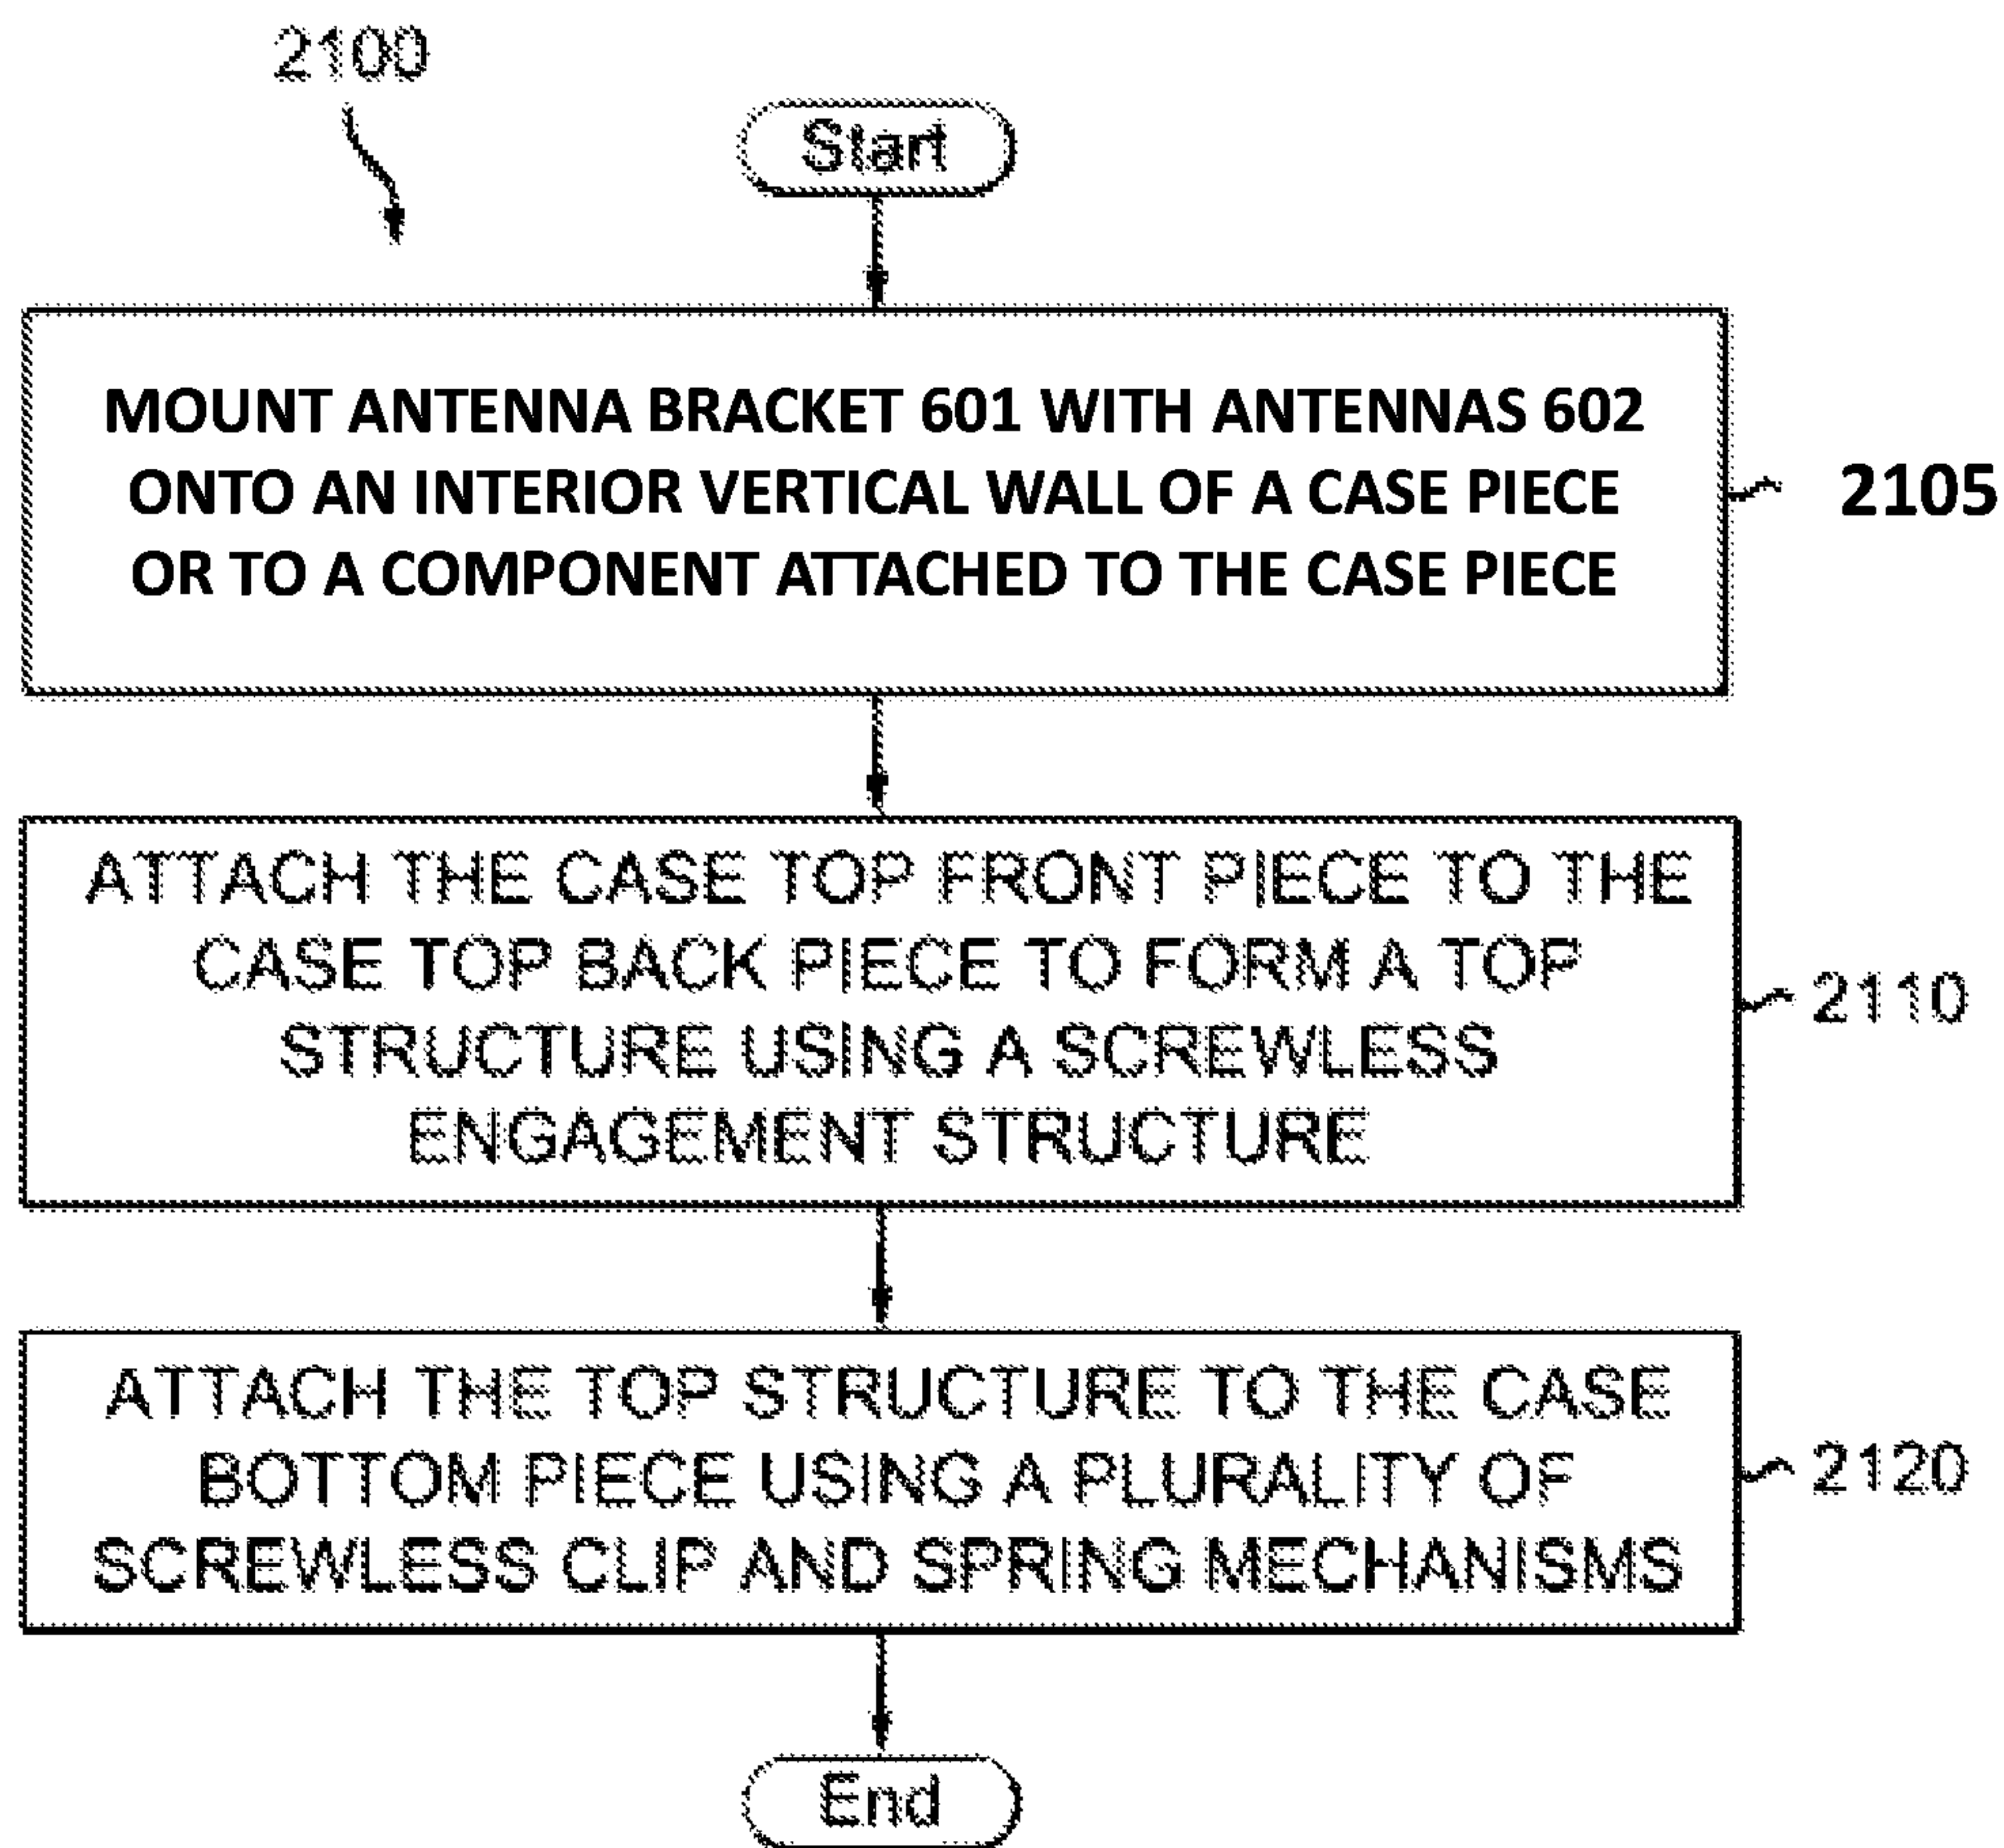 2100
Start
MOUNT ANTENNA BRACKET 601 WITH ANTENNAS 602
ONTO AN INTERIOR VERTICAL WALL OF A CASE PIECE
OR TO A COMPONENT ATTACHED TO THE CASE PIECE
2105
ATTACH THE CASE TOP FRONT PIECE TO THE
CASE TOP BACK PIECE TO FORM A TOP
STRUCTURE USING A SCREWLESS
ENGAGEMENT STRUCTURE
2110
ATTACH THE TOP STRUCTURE TO THE CASE
BOTTOM PIECE USING A PLURALITY OF
SCREWLESS CLIP AND SPRING MECHANISMS
2120
End